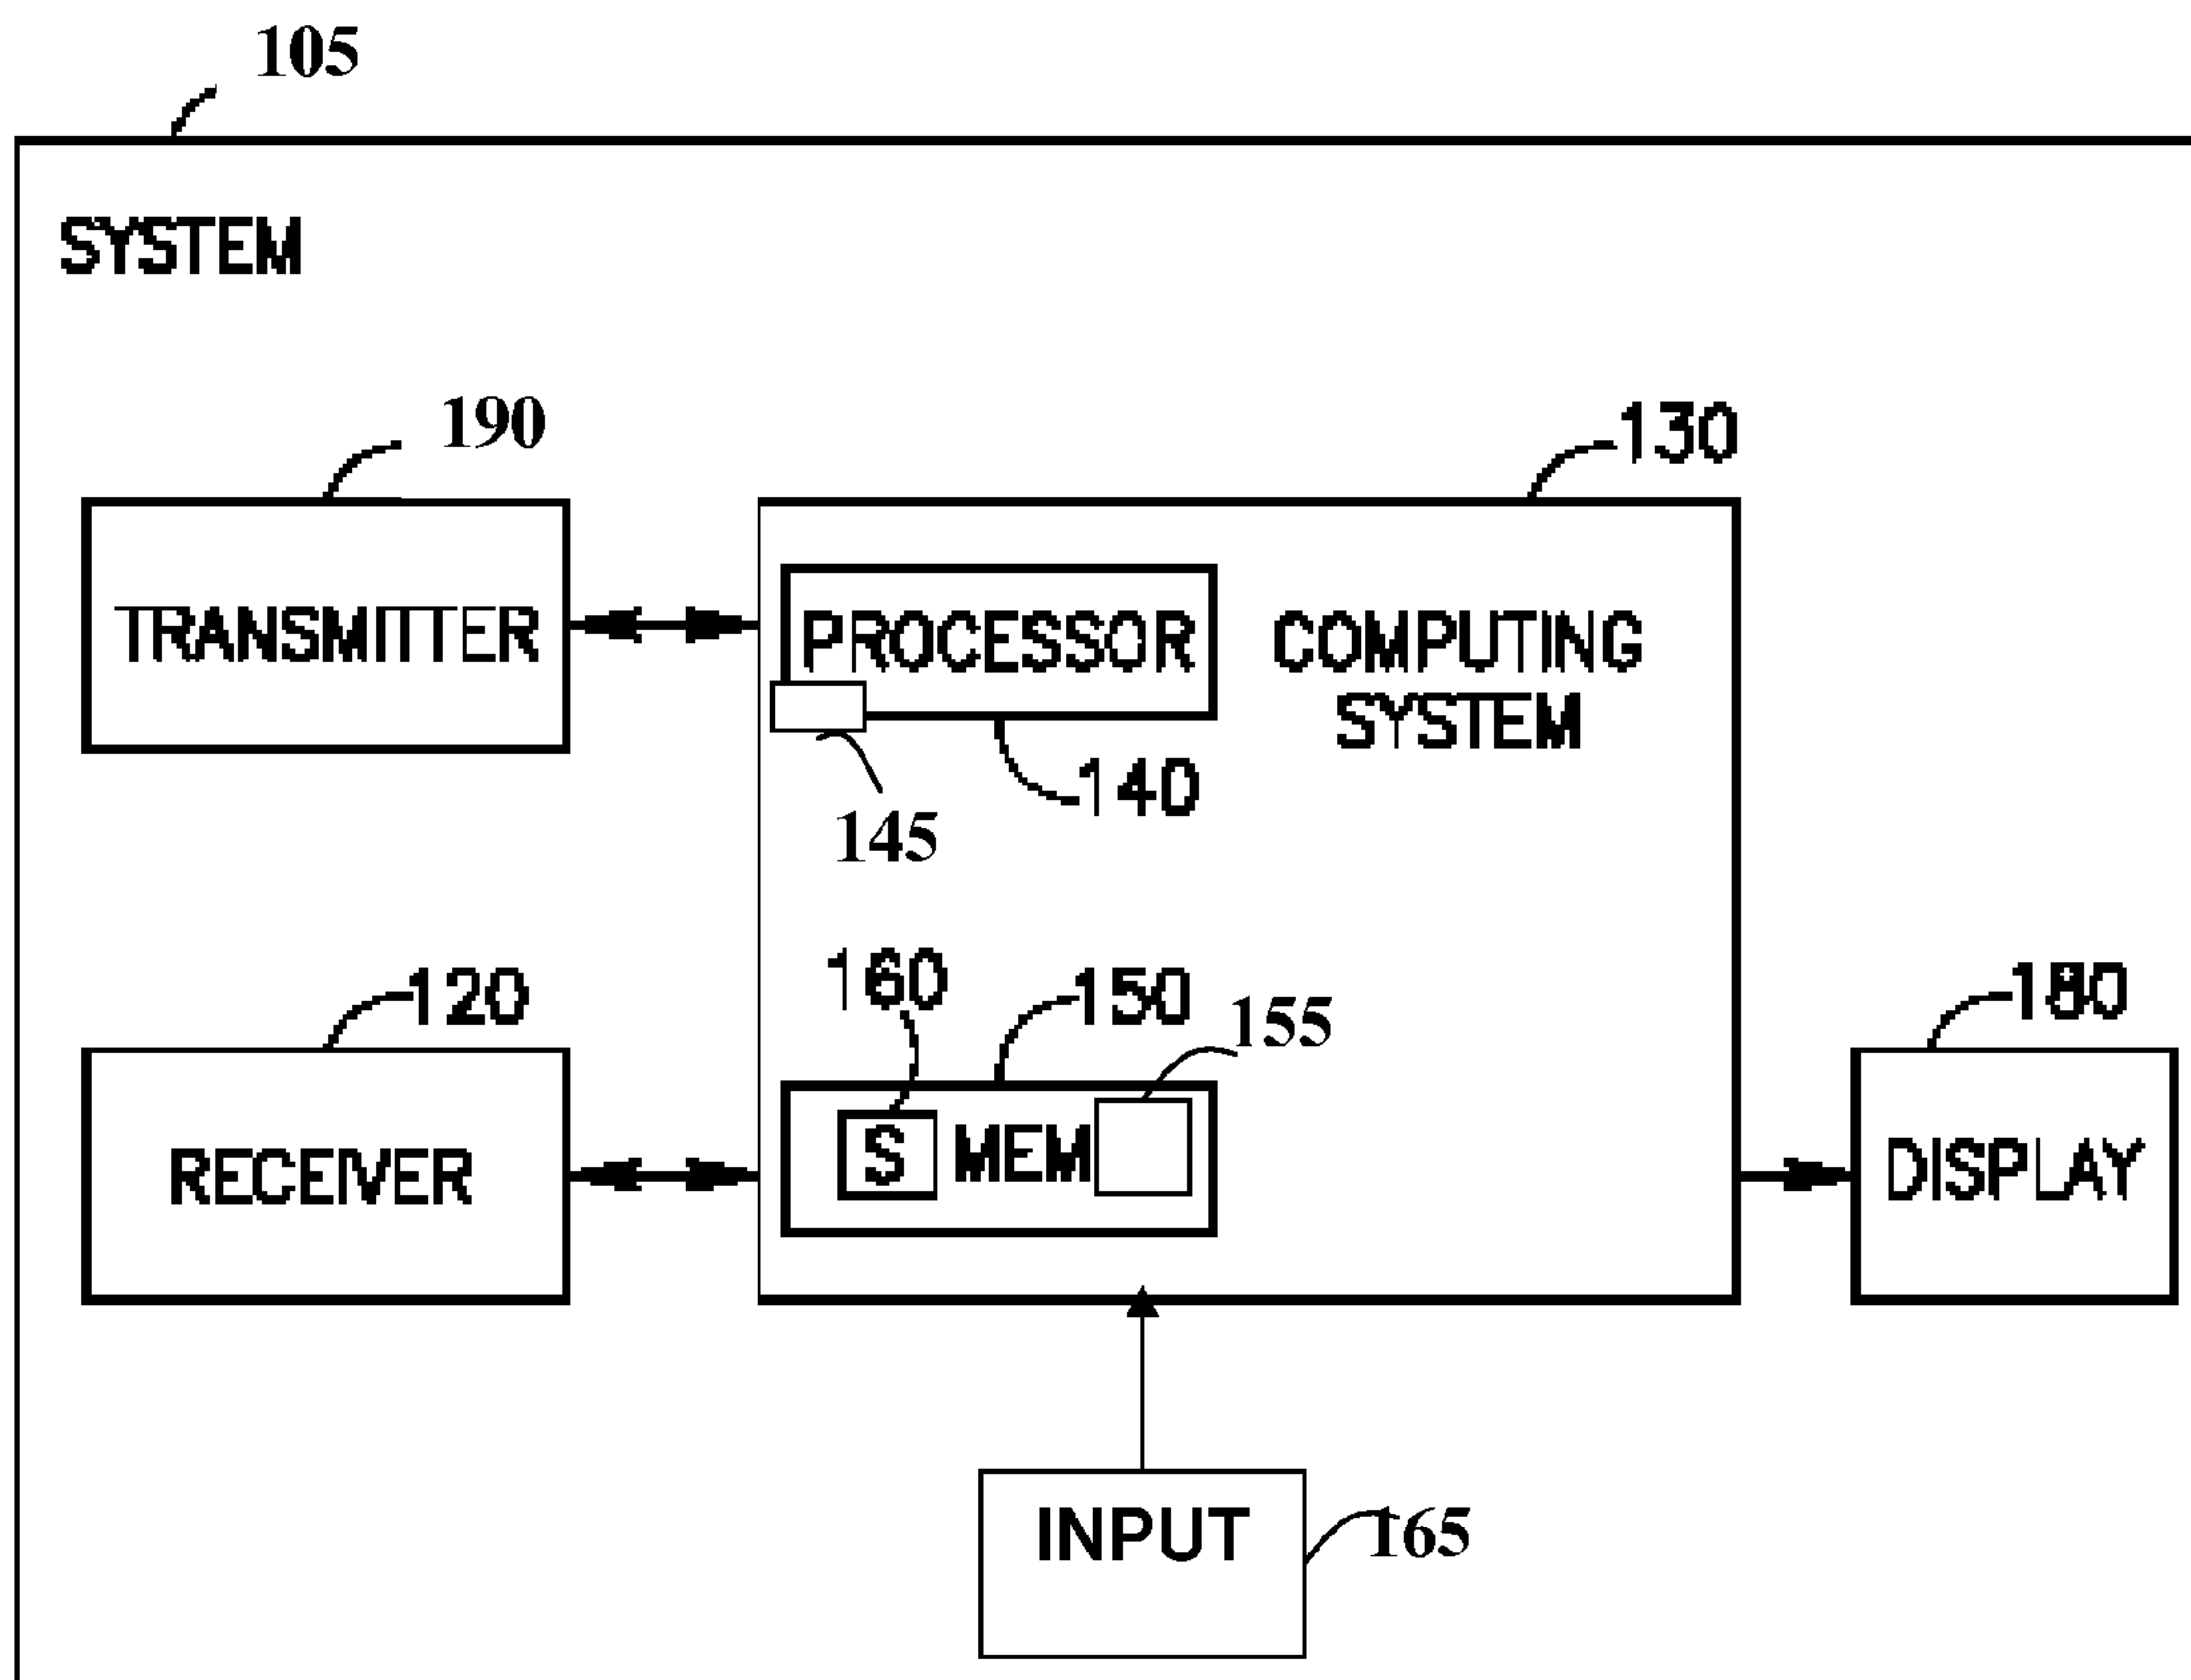 105
SYSTEM
190
130
TRANSMITTER
PROCESSOR
COMPUTING
SYSTEM
140
145
160
150
155
120
180
RECEIVER
S
MEM
DISPLAY
INPUT
165